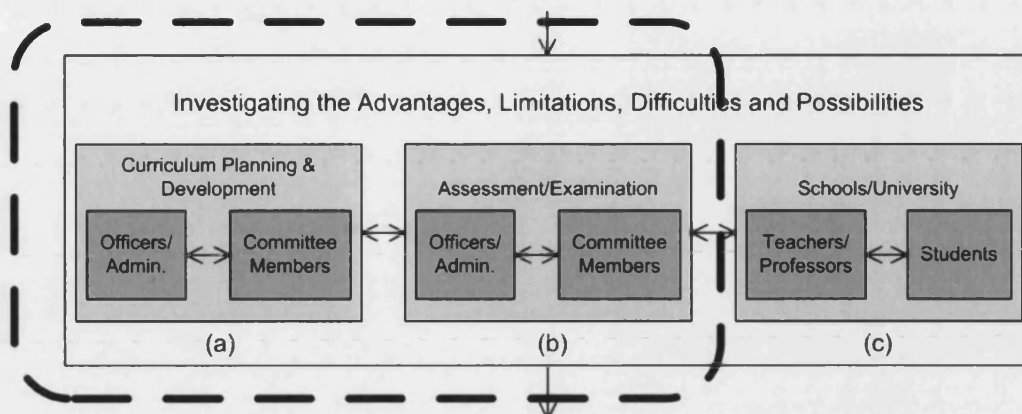 Investigating the Advantages, Limitations, Difficulties and Possibilities
Curriculum Planning &
Development
Officers/
Admin.
Committee
Members
(a)
Assessment/Examination
Officers/
Admin.
Committee
Members
(b)
Schools/University
Teachers/
Professors
Students
(c)